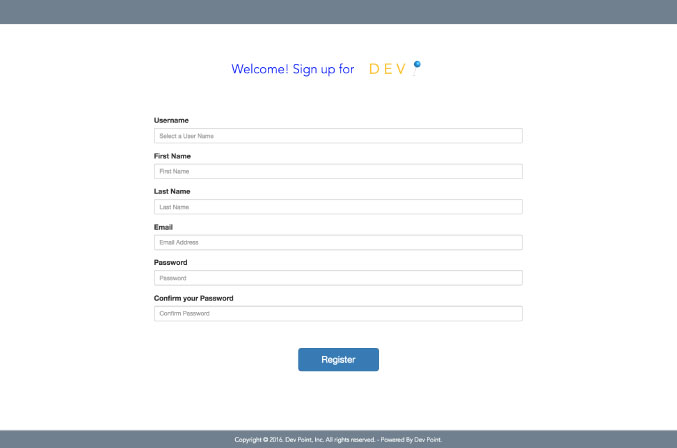 Welcome! Sign up for DEV
Username
Select a User Name
First Name
First Name
Last Name
Last Name
Email
Email Address
Password
Password
Confirm your Password
Confirm Password
Register
Copyright © 2016. Dev Point, Inc, All rights reserved. - Powered By Dev Point.